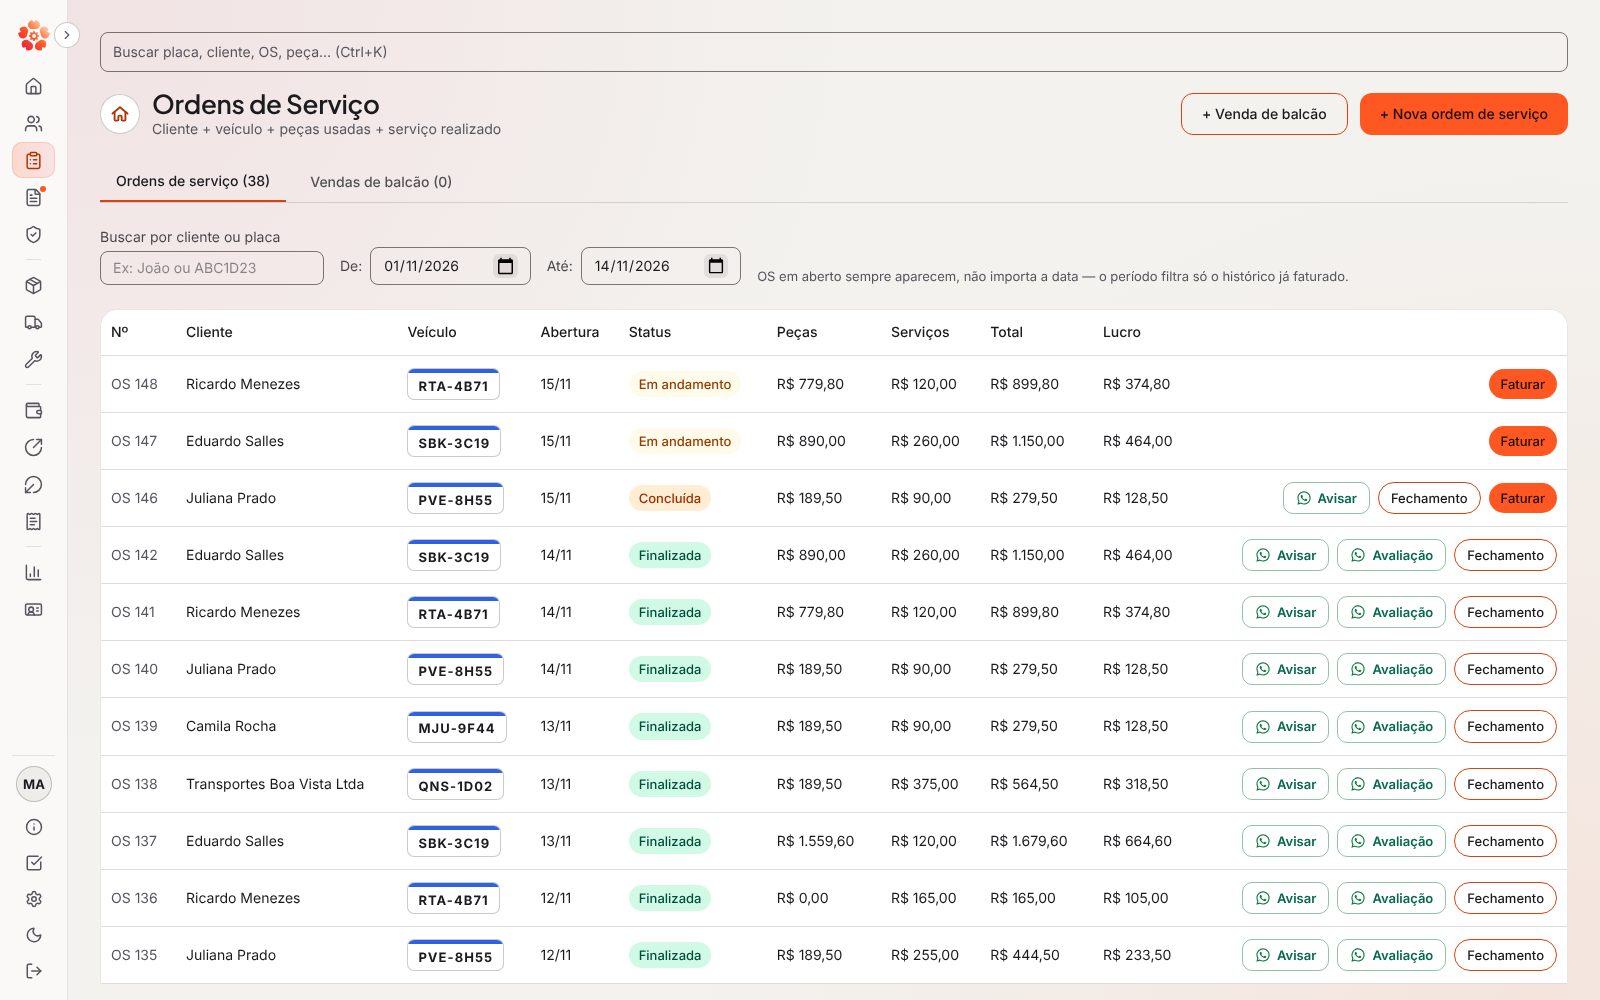 Buscar placa, cliente, OS, peça... (Ctrl+K)
Ordens de Serviço
Cliente + veículo + peças usadas + serviço realizado
+ Venda de balcão
+ Nova ordem de serviço
Ordens de serviço (38)
Vendas de balcão (0)
Buscar por cliente ou placa
Ex: João ou ABC1D23
De: 01/11/2026
Até: 14/11/2026
OS em aberto sempre aparecem, não importa a data — o período filtra só o histórico já faturado.
Nº Cliente Veículo Abertura Status Peças Serviços Total Lucro
OS 148 Ricardo Menezes RTA-4B71 15/11 Em andamento R$ 779,80 R$ 120,00 R$ 899,80 R$ 374,80 Faturar
OS 147 Eduardo Salles SBK-3C19 15/11 Em andamento R$ 890,00 R$ 260,00 R$ 1.150,00 R$ 464,00 Faturar
OS 146 Juliana Prado PVE-8H55 15/11 Concluída R$ 189,50 R$ 90,00 R$ 279,50 R$ 128,50 Avisar Fechamento Faturar
OS 142 Eduardo Salles SBK-3C19 14/11 Finalizada R$ 890,00 R$ 260,00 R$ 1.150,00 R$ 464,00 Avisar Avaliação Fechamento
OS 141 Ricardo Menezes RTA-4B71 14/11 Finalizada R$ 779,80 R$ 120,00 R$ 899,80 R$ 374,80 Avisar Avaliação Fechamento
OS 140 Juliana Prado PVE-8H55 14/11 Finalizada R$ 189,50 R$ 90,00 R$ 279,50 R$ 128,50 Avisar Avaliação Fechamento
OS 139 Camila Rocha MJU-9F44 13/11 Finalizada R$ 189,50 R$ 90,00 R$ 279,50 R$ 128,50 Avisar Avaliação Fechamento
OS 138 Transportes Boa Vista Ltda QNS-1D02 13/11 Finalizada R$ 189,50 R$ 375,00 R$ 564,50 R$ 318,50 Avisar Avaliação Fechamento
OS 137 Eduardo Salles SBK-3C19 13/11 Finalizada R$ 1.559,60 R$ 120,00 R$ 1.679,60 R$ 664,60 Avisar Avaliação Fechamento
OS 136 Ricardo Menezes RTA-4B71 12/11 Finalizada R$ 0,00 R$ 165,00 R$ 165,00 R$ 105,00 Avisar Avaliação Fechamento
OS 135 Juliana Prado PVE-8H55 12/11 Finalizada R$ 189,50 R$ 255,00 R$ 444,50 R$ 233,50 Avisar Avaliação Fechamento
MA